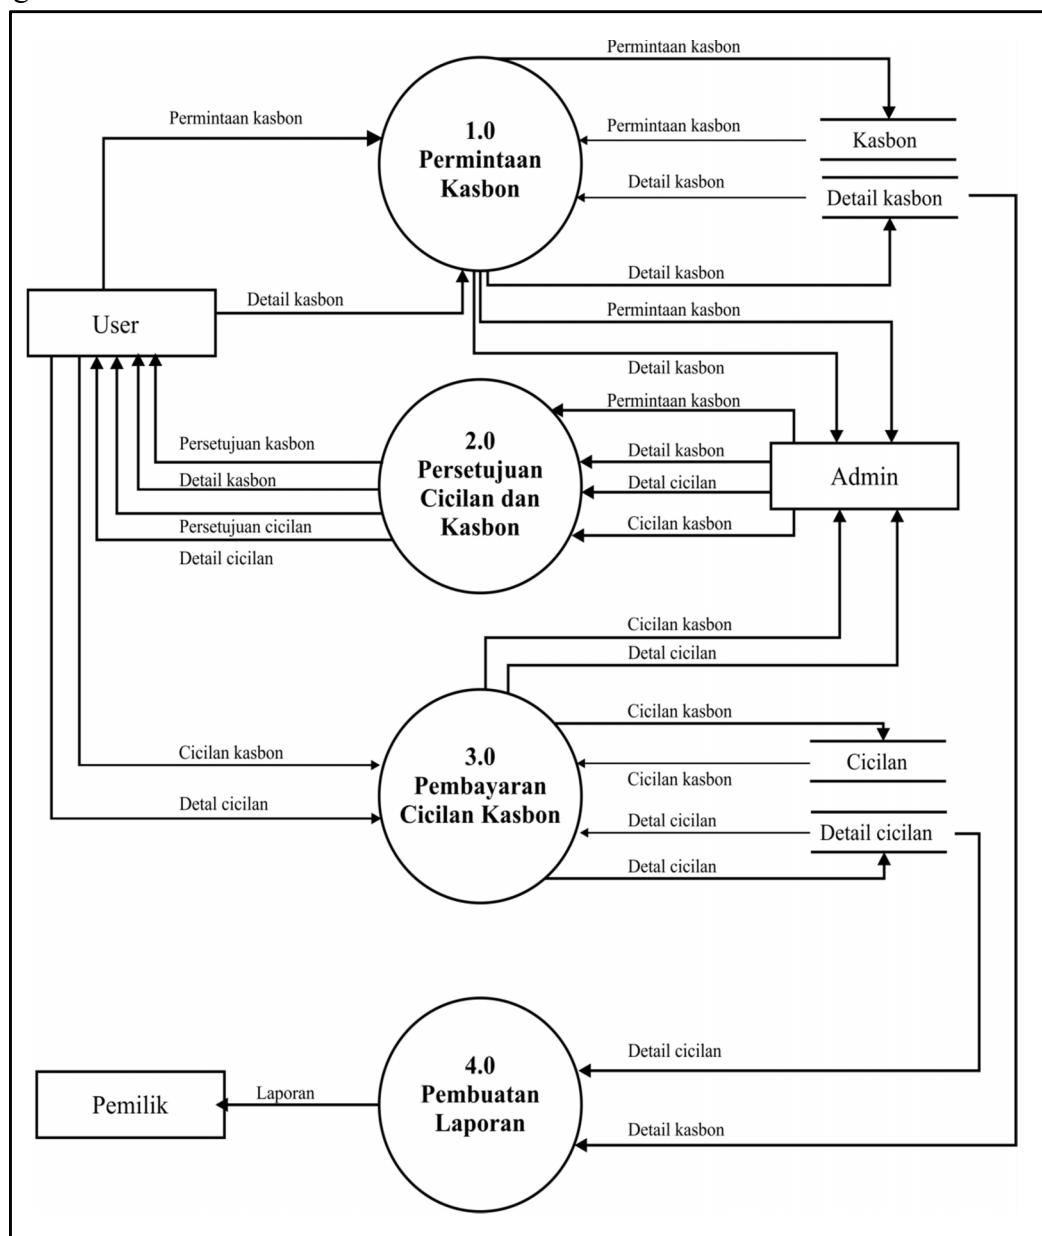 Permintaan kasbon
Permintaan kasbon
1.0
Permintaan
Kasbon
Permintaan kasbon
Kasbon
Detail kasbon
Detail kasbon
Detail kasbon
Detail kasbon
User
Permintaan kasbon
Detail kasbon
Permintaan kasbon
2.0
Persetujuan
Cicilan dan
Kasbon
Persetujuan kasbon
Detail kasbon
Persetujuan cicilan
Detail cicilan
Detail kasbon
Detal cicilan
Cicilan kasbon
Admin
Cicilan kasbon
Detal cicilan
Cicilan kasbon
Cicilan kasbon
Detal cicilan
3.0
Pembayaran
Cicilan Kasbon
Cicilan
Cicilan kasbon
Detal cicilan
Detail cicilan
Detal cicilan
4.0
Pembuatan
Laporan
Detail cicilan
Pemilik
Laporan
Detail kasbon